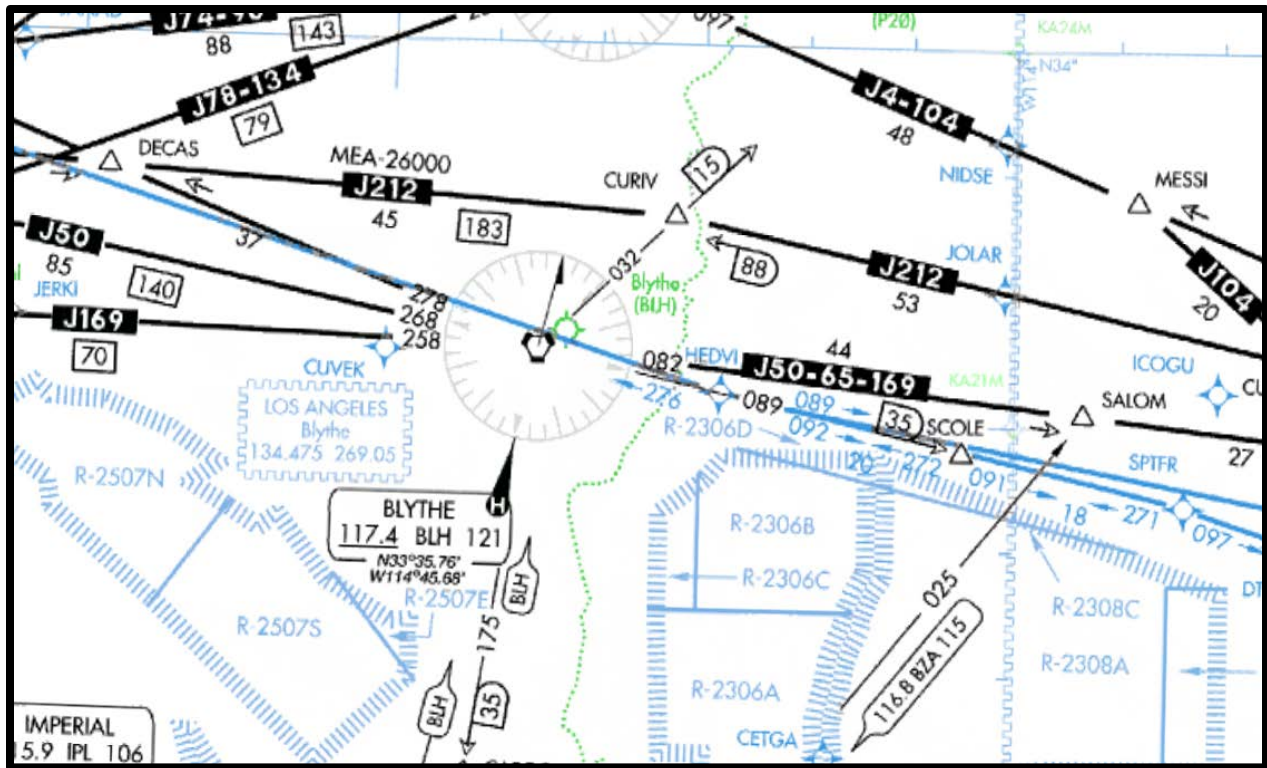 097
(P20)
KA24M
88
143
N34°
J78-134
79
J4-104
48
DECAS
MEA-26000
J212
45
183
CURIV
15
NIDSE
MESSI
032
J50
85
140
JERKI
37
278
268
258
J169
70
CUVEK
Blythe
(BLH)
88
JOLAR
J212
53
J104
20
44
082
HEDVI
J50-65-169
KA21M
ICOGU
276
089
089
35
SCOLE
SALOM
R-2306D
092
20
272
091
18
271
097
SPTFR
27
LOS ANGELES
Blythe
134.475 269.05
R-2507N
BLYTHE
117.4 BLH 121
N33°35.76'
W114°45.68'
H
R-2507E
BLH
175
R-2507S
BLH
35
R-2306B
R-2306C
R-2306A
025
116.8 BZA 115
R-2308C
R-2308A
CETGA
IMPERIAL
15.9 IPL 106